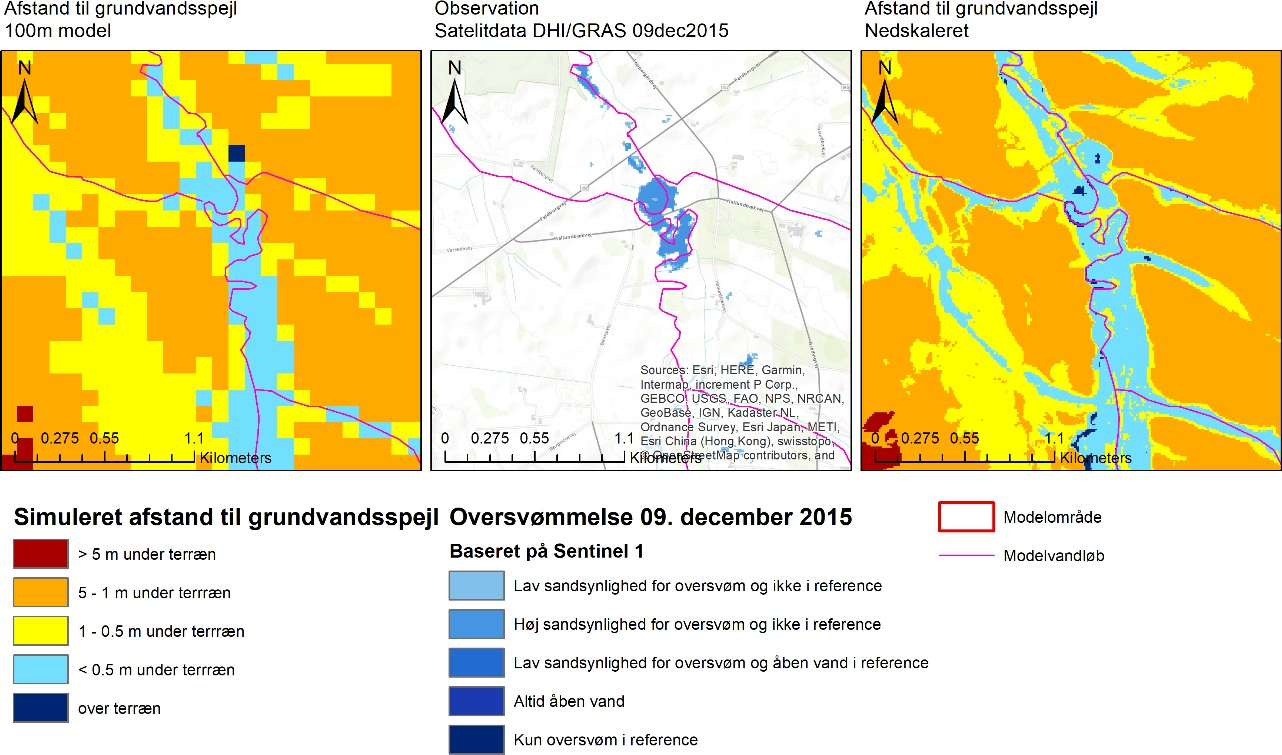 Afstand til grundvandsspejl
100m model
N
0 0.275 0.55 1.1
Kilometers
Observation
Satelitdata DHI/GRAS 09dec2015
N
Sources: Esri, HERE, Garmin,
Intermap, increment P Corp.,
GEBCO, USGS, FAO, NPS, NRCAN,
GeoBase, IGN, Kadaster NL,
Ordnance Survey, Esri Japan, METI,
Esri China (Hong Kong), swisstopo,
© OpenStreetMap contributors, and
0 0.275 0.55 1.1
Kilometers
Afstand til grundvandsspejl
Nedskaleret
N
0 0.275 0.55 1.1
Kilometers
Simuleret afstand til grundvandsspejl
> 5 m under terræn
5 - 1 m under terrræn
1 - 0.5 m under terrræn
< 0.5 m under terrræn
over terræn
Oversvømmelse 09. december 2015
Baseret på Sentinel 1
Lav sandsynlighed for oversvøm og ikke i reference
Høj sandsynlighed for oversvøm og ikke i reference
Lav sandsynlighed for oversvøm og åben vand i reference
Altid åben vand
Kun oversvøm i reference
Modelområde
Modelvandløb